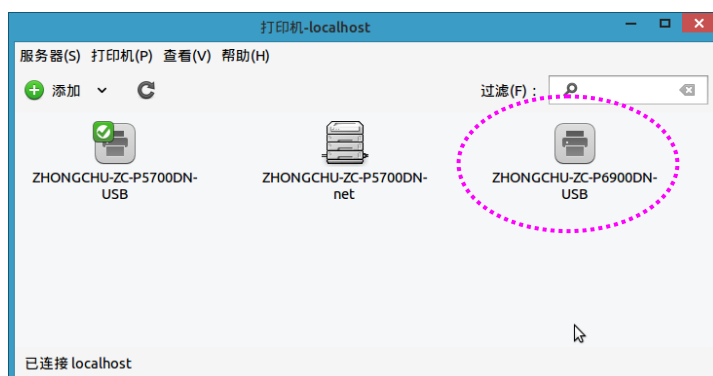 打印机-localhost
服务器(S) 打印机(P) 查看(V) 帮助(H)
添加 过滤(F)：
ZHONGCHU-ZC-P5700DN-
USB
ZHONGCHU-ZC-P5700DN-
net
ZHONGCHU-ZC-P6900DN-
USB
已连接 localhost